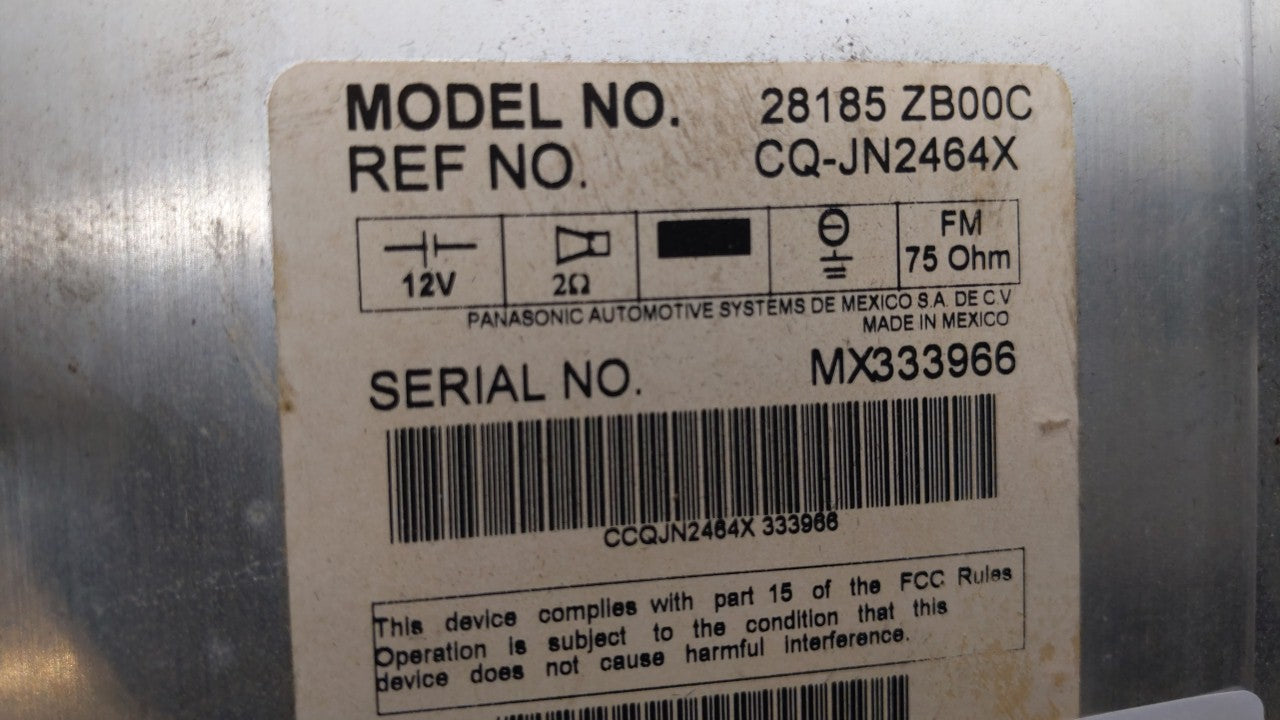 MODEL NO. 28185 ZB00C
REF NO. CQ-JN2464X
12V 2Ω FM 75 Ohm
PANASONIC AUTOMOTIVE SYSTEMS DE MEXICO S.A. DE C.V
MADE IN MEXICO
SERIAL NO. MX333966
CCQJN2464X 333966
This device complies with part 15 of the FCC Rules
Operation is subject to the condition that this
device does not cause harmful interference.